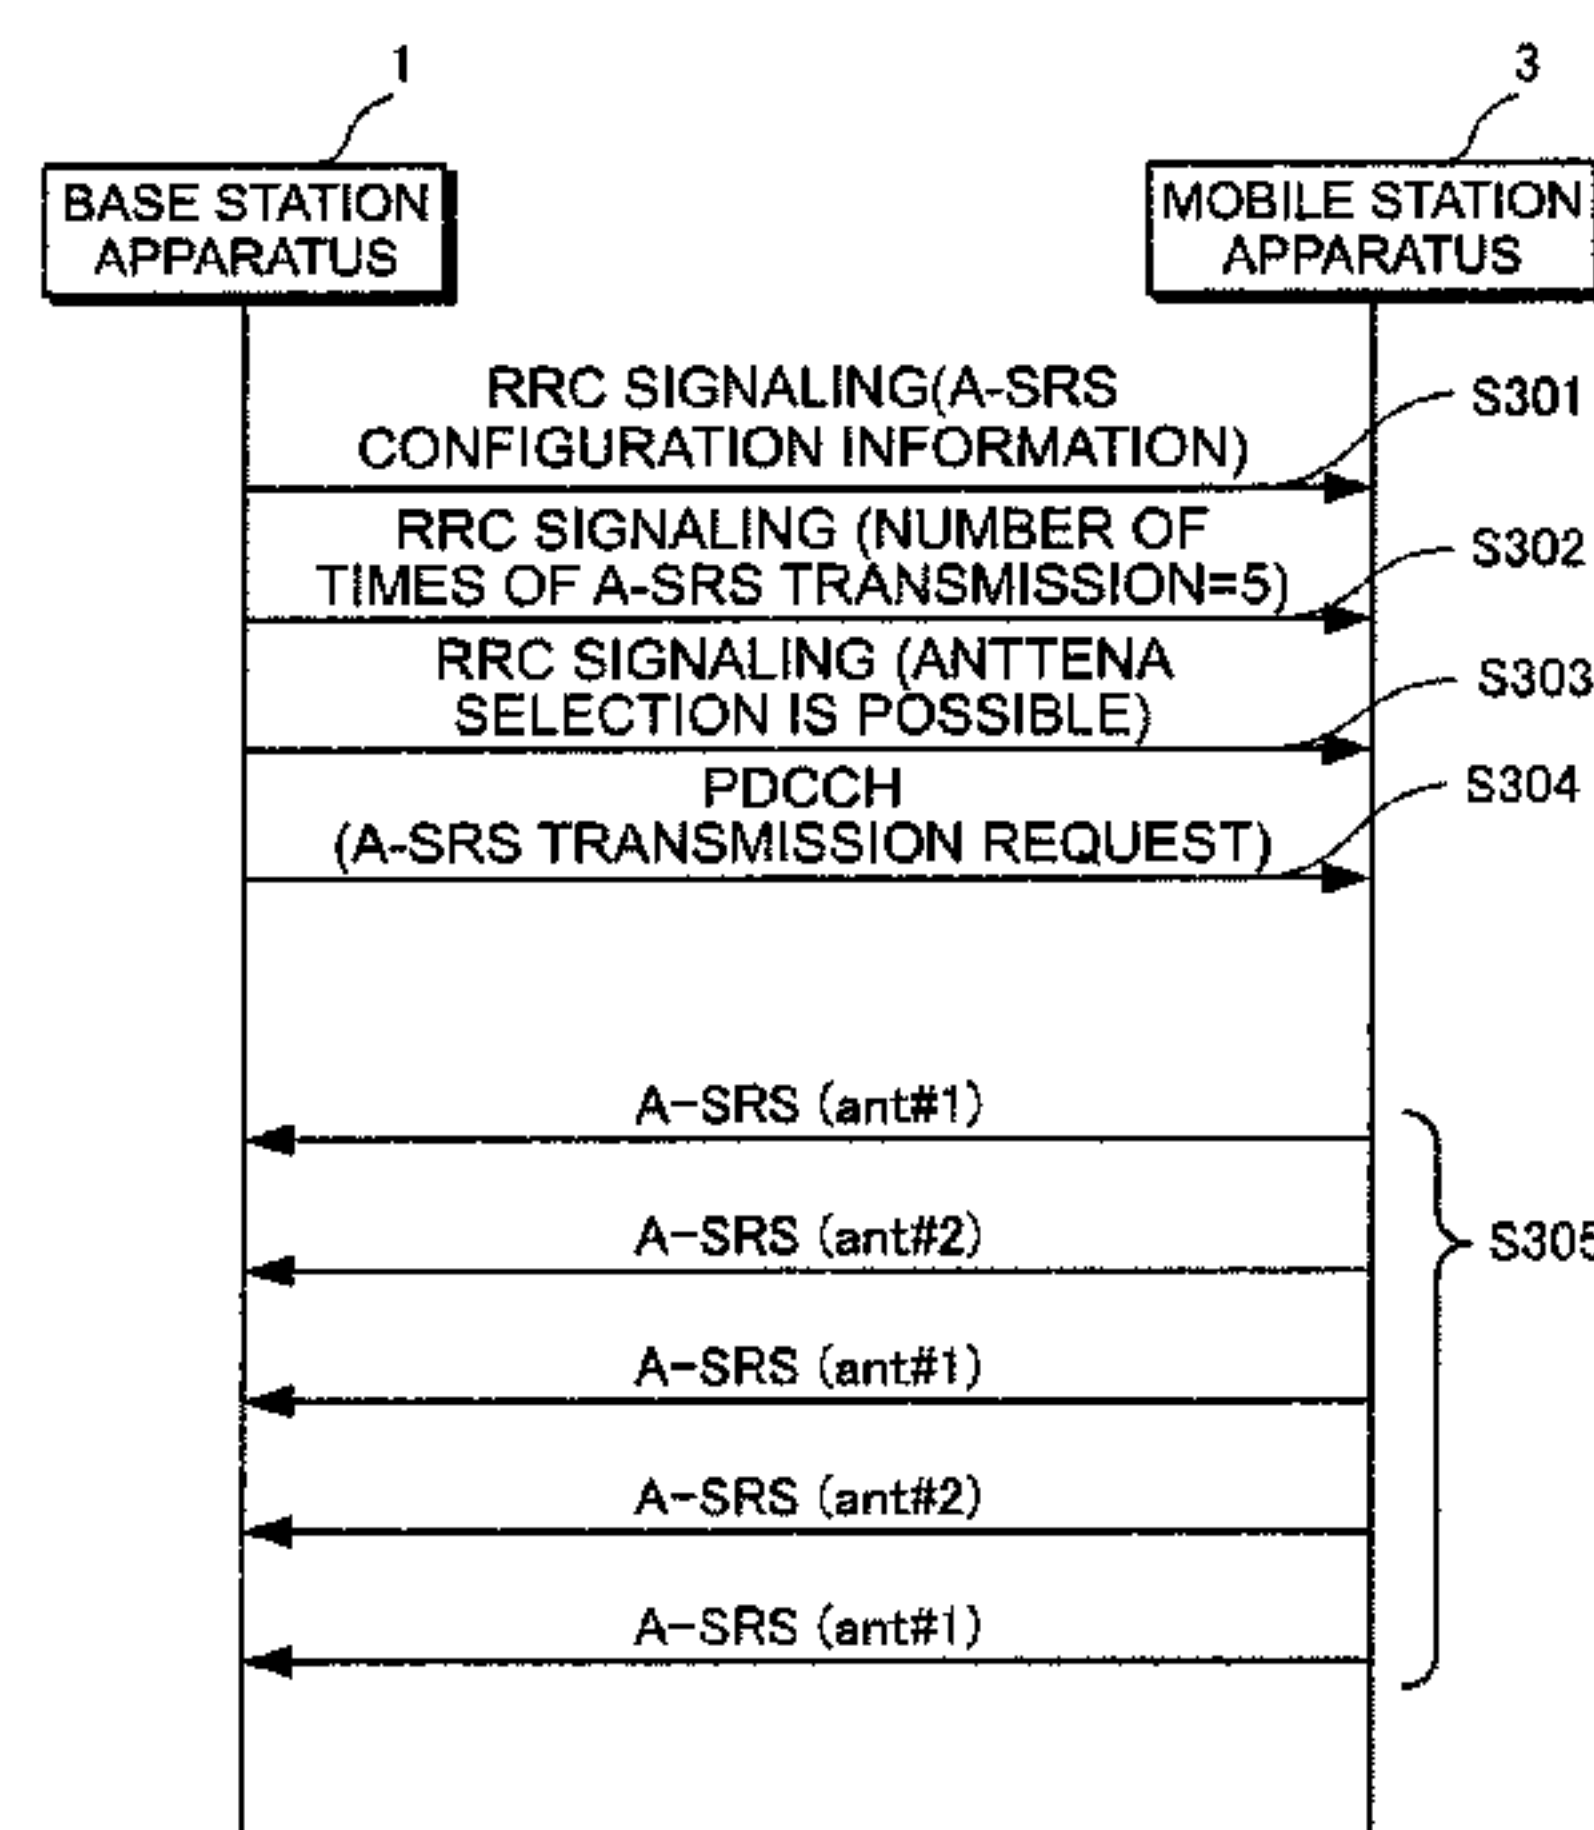 1
3
BASE STATION
APPARATUS
MOBILE STATION
APPARATUS
RRC SIGNALING(A-SRS
CONFIGURATION INFORMATION)
S301
RRC SIGNALING (NUMBER OF
TIMES OF A-SRS TRANSMISSION=5)
S302
RRC SIGNALING (ANTTENA
SELECTION IS POSSIBLE)
S303
PDCCH
(A-SRS TRANSMISSION REQUEST)
S304
A-SRS (ant#1)
A-SRS (ant#2)
S305
A-SRS (ant#1)
A-SRS (ant#2)
A-SRS (ant#1)